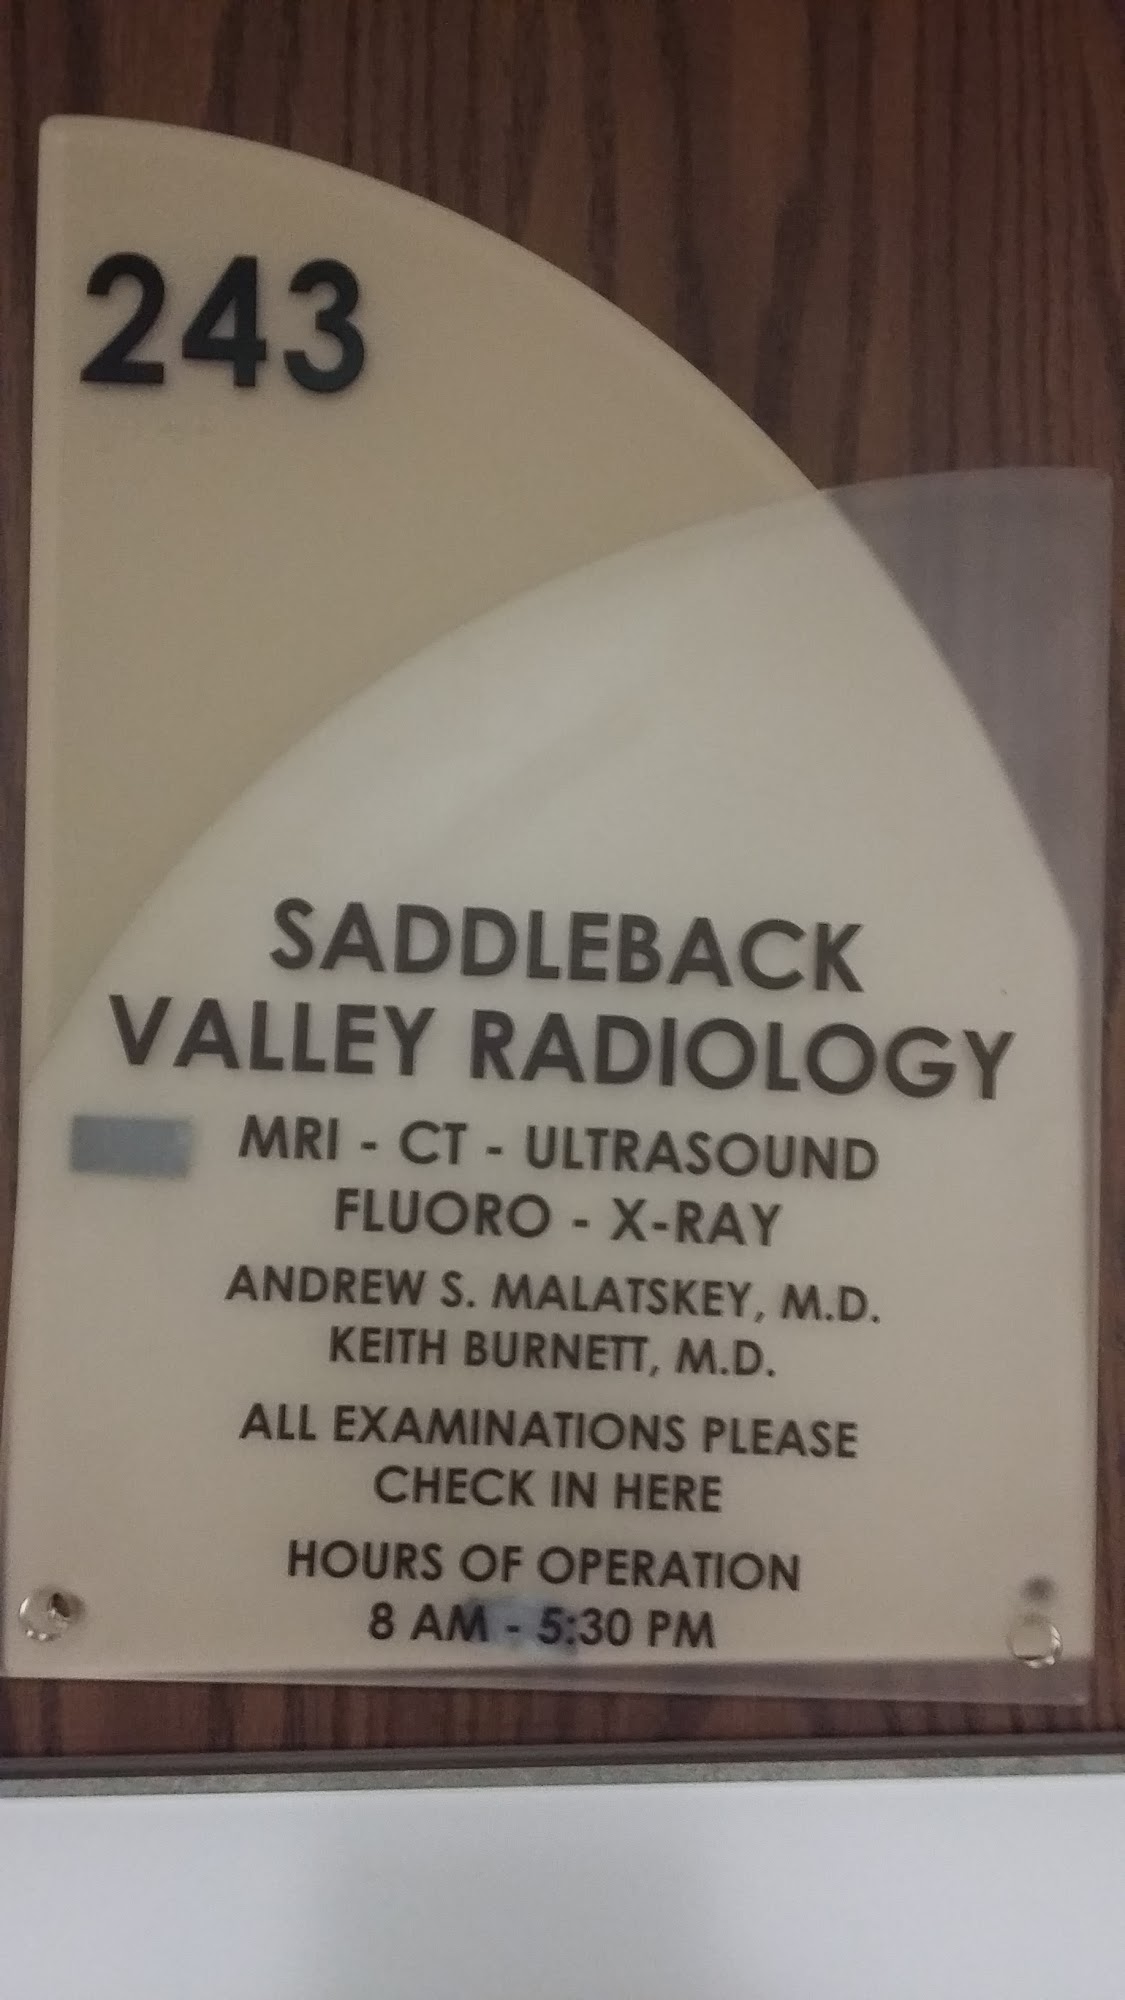 243
SADDLEBACK
VALLEY RADIOLOGY
MRI - CT - ULTRASOUND
FLUORO - X-RAY
ANDREW S. MALATSKEY, M.D.
KEITH BURNETT, M.D.
ALL EXAMINATIONS PLEASE
CHECK IN HERE
HOURS OF OPERATION
8 AM - 5:30 PM